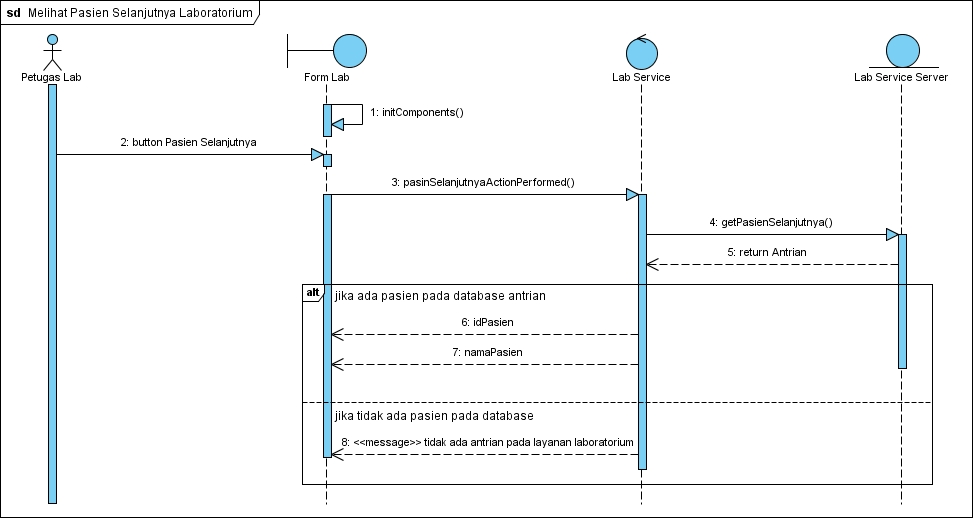 sd Melihat Pasien Selanjutnya Laboratorium
Petugas Lab
Form Lab
Lab Service
Lab Service Server
1: initComponents()
2: button Pasien Selanjutnya
3: pasinSelanjutnyaActionPerformed()
4: getPasienSelanjutnya()
5: return Antrian
alt
jika ada pasien pada database antrian
6: idPasien
7: namaPasien
jika tidak ada pasien pada database
8: <<message>> tidak ada antrian pada layanan laboratorium